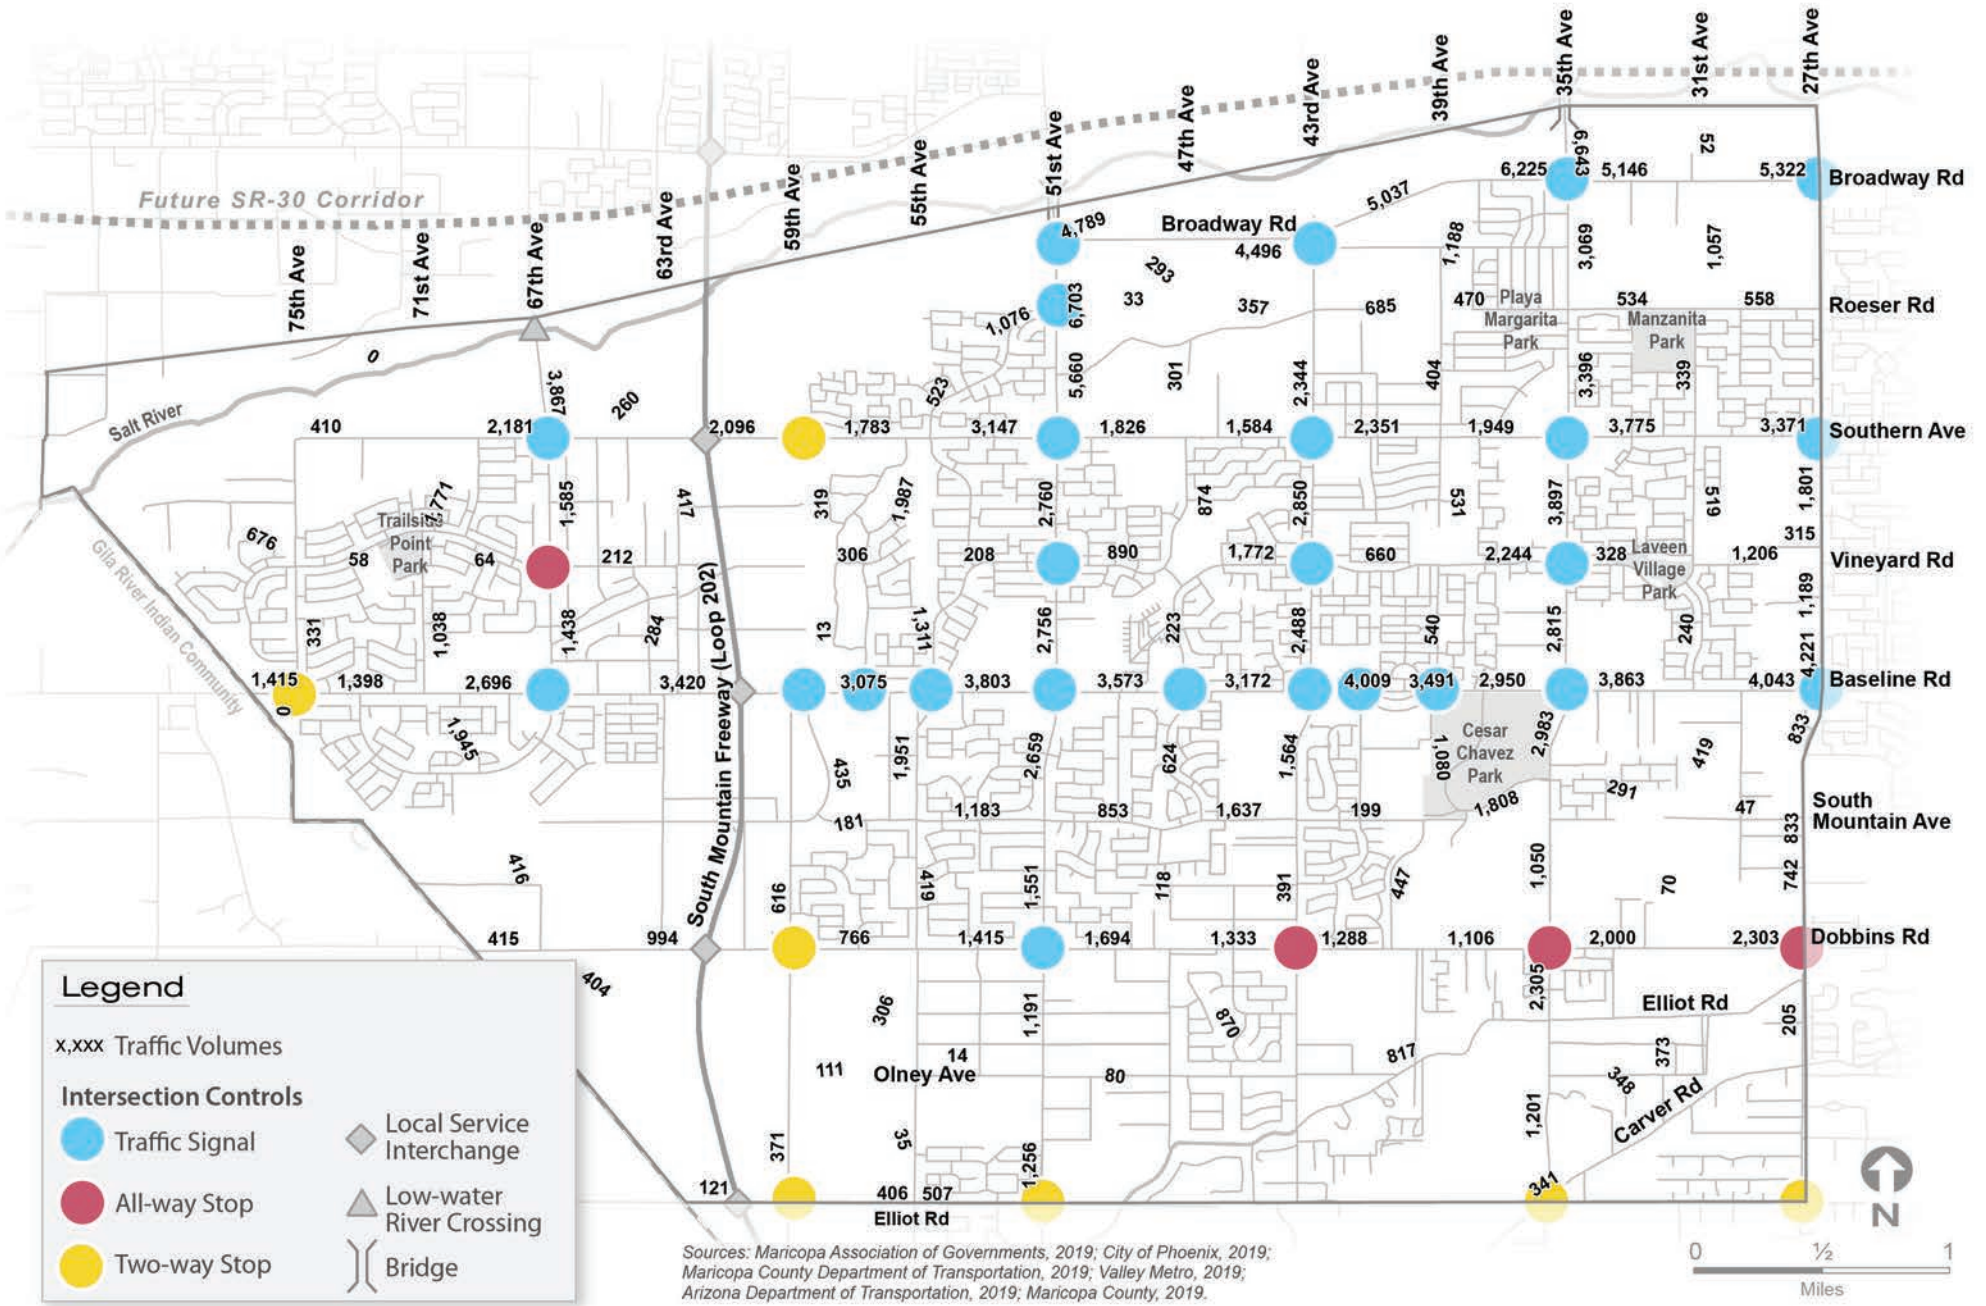 27th Ave
31st Ave
35th Ave
39th Ave
43rd Ave
47th Ave
51st Ave
55th Ave
59th Ave
63rd Ave
67th Ave
71st Ave
75th Ave
Future SR-30 Corridor
6,643
52
6,225
5,146
5,322
Broadway Rd
5,037
4,789
Broadway Rd
4,496
1,188
3,099
1,057
293
33
357
685
470
Playa
Margarita
Park
534
558
Roeser Rd
Manzanita
Park
1,076
6,703
5,660
301
2,344
404
3,396
339
0
3,867
260
523
Salt River
410
2,181
2,096
1,783
3,147
1,826
1,584
2,351
1,949
3,775
3,371
Southern Ave
1,771
1,585
417
319
1,987
2,760
874
2,850
531
3,897
519
1,801
315
Trailside
Point
Park
676
58
64
212
306
208
890
1,772
660
2,244
328
Laveen
Village
Park
1,206
Vineyard Rd
Gila River Indian Community
331
1,038
1,438
284
13
1,311
2,756
223
2,488
540
2,815
240
1,189
4,221
1,415
1,398
2,696
3,420
3,075
3,803
3,573
3,172
4,009
3,491
2,950
3,863
4,043
Baseline Rd
0
1,945
South Mountain Freeway (Loop 202)
435
1,951
2,659
624
1,564
1,080
Cesar
Chavez
Park
2,983
419
833
181
1,183
853
1,637
199
1,808
291
47
South
Mountain Ave
833
416
616
419
1,551
118
391
447
1,050
70
742
415
994
766
1,415
1,694
1,333
1,288
1,106
2,000
2,303
Dobbins Rd
404
306
1,191
870
2,305
Elliot Rd
205
111
14
Olney Ave
80
817
373
348
Carver Rd
371
35
1,256
1,201
121
406
507
341
Elliot Rd
Legend
x,xxx Traffic Volumes
Intersection Controls
Traffic Signal
All-way Stop
Two-way Stop
Local Service
Interchange
Low-water
River Crossing
Bridge
Sources: Maricopa Association of Governments, 2019; City of Phoenix, 2019;
Maricopa County Department of Transportation, 2019; Valley Metro, 2019;
Arizona Department of Transportation, 2019; Maricopa County, 2019.
N
0 ½ 1
Miles